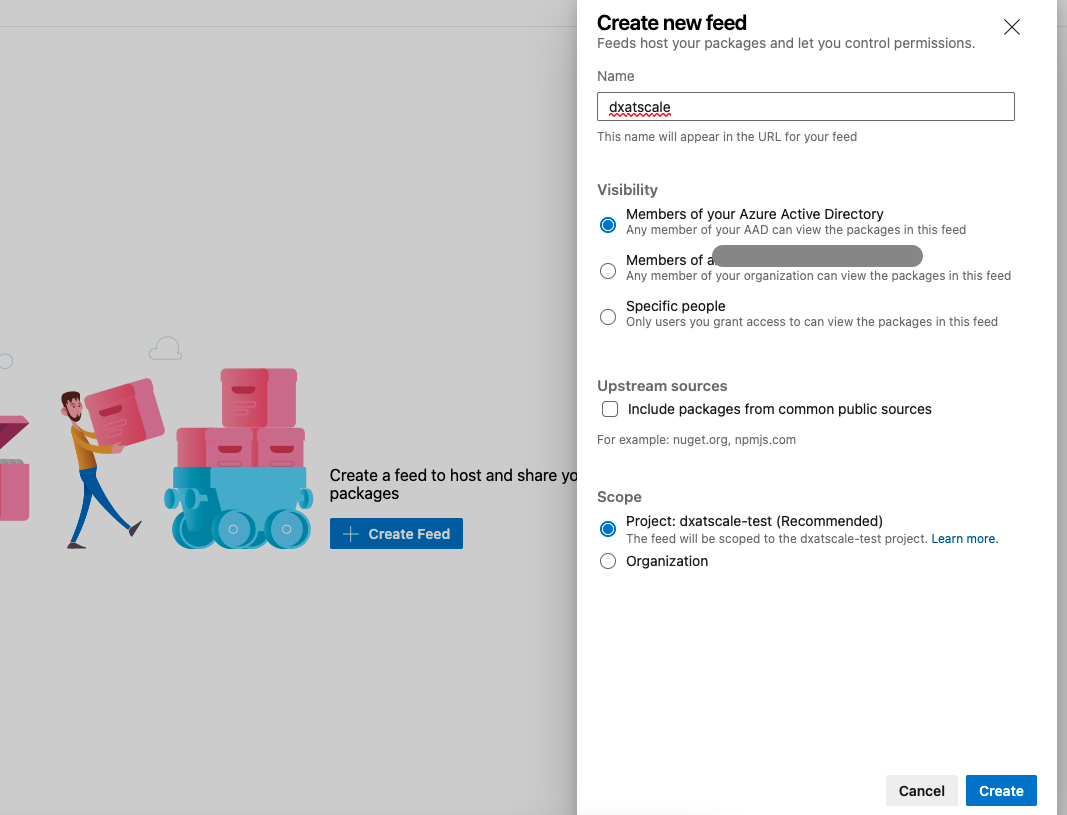 Create new feed
Feeds host your packages and let you control permissions.
Name
dxatscale
This name will appear in the URL for your feed
Visibility
Members of your Azure Active Directory
Any member of your AAD can view the packages in this feed
Members of
Any member of your organization can view the packages in this feed
Specific people
Only users you grant access to can view the packages in this feed
Upstream sources
Include packages from common public sources
For example: nuget.org, npmjs.com
Scope
Project: dxatscale-test (Recommended)
The feed will be scoped to the dxatscale-test project. Learn more.
Organization
Cancel
Create
Create a feed to host and share yo
packages
Create Feed